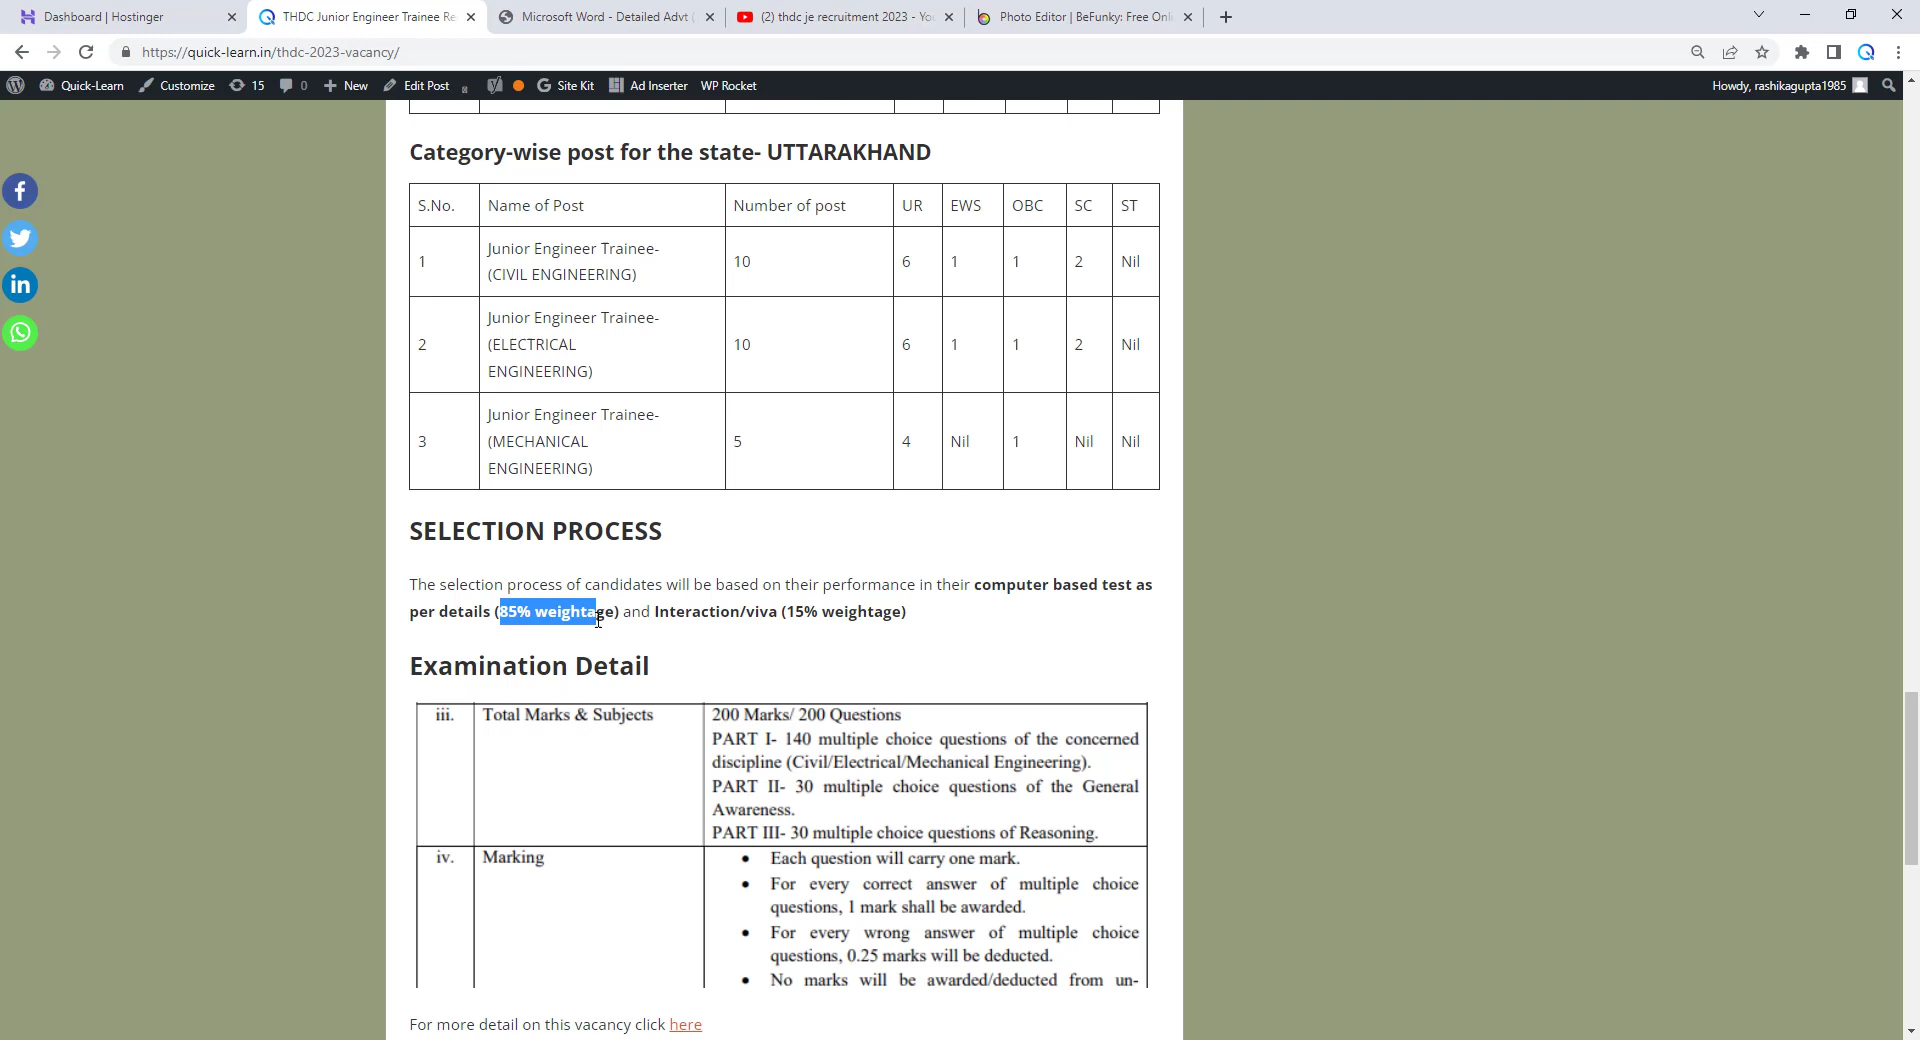 Dashboard | Hostinger
THDC Junior Engineer Trainee Re
Microsoft Word - Detailed Advt (
(2) thdc je recruitment 2023 - Yo
Photo Editor | BeFunky: Free Onli
https://quick-learn.in/thdc-2023-vacancy/
Quick-Learn Customize 15 0 New Edit Post Site Kit Ad Inserter WP Rocket Howdy, rashikagupta1985
Category-wise post for the state- UTTARAKHAND
S.No. Name of Post Number of post UR EWS OBC SC ST
1 Junior Engineer Trainee- (CIVIL ENGINEERING) 10 6 1 1 2 Nil
2 Junior Engineer Trainee- (ELECTRICAL ENGINEERING) 10 6 1 1 2 Nil
3 Junior Engineer Trainee- (MECHANICAL ENGINEERING) 5 4 Nil 1 Nil Nil
SELECTION PROCESS
The selection process of candidates will be based on their performance in their computer based test as
per details (85% weightage) and Interaction/viva (15% weightage)
Examination Detail
iii. Total Marks & Subjects 200 Marks/ 200 Questions
PART I- 140 multiple choice questions of the concerned
discipline (Civil/Electrical/Mechanical Engineering).
PART II- 30 multiple choice questions of the General
Awareness.
PART III- 30 multiple choice questions of Reasoning.
iv. Marking • Each question will carry one mark.
• For every correct answer of multiple choice
questions, 1 mark shall be awarded.
• For every wrong answer of multiple choice
questions, 0.25 marks will be deducted.
• No marks will be awarded/deducted from un-
For more detail on this vacancy click here